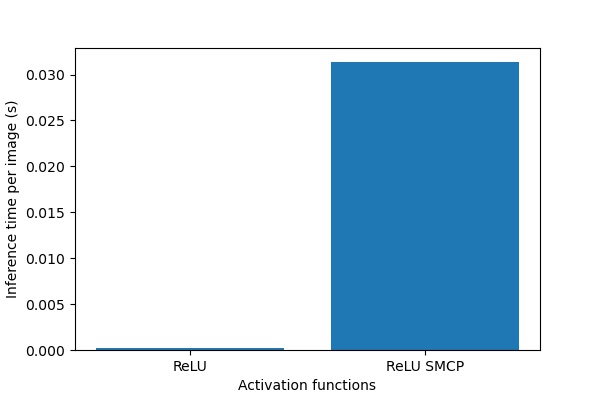 Inference time per image (s)
0.030
0.025
0.020
0.015
0.010
0.005
0.000
ReLU
ReLU SMCP
Activation functions